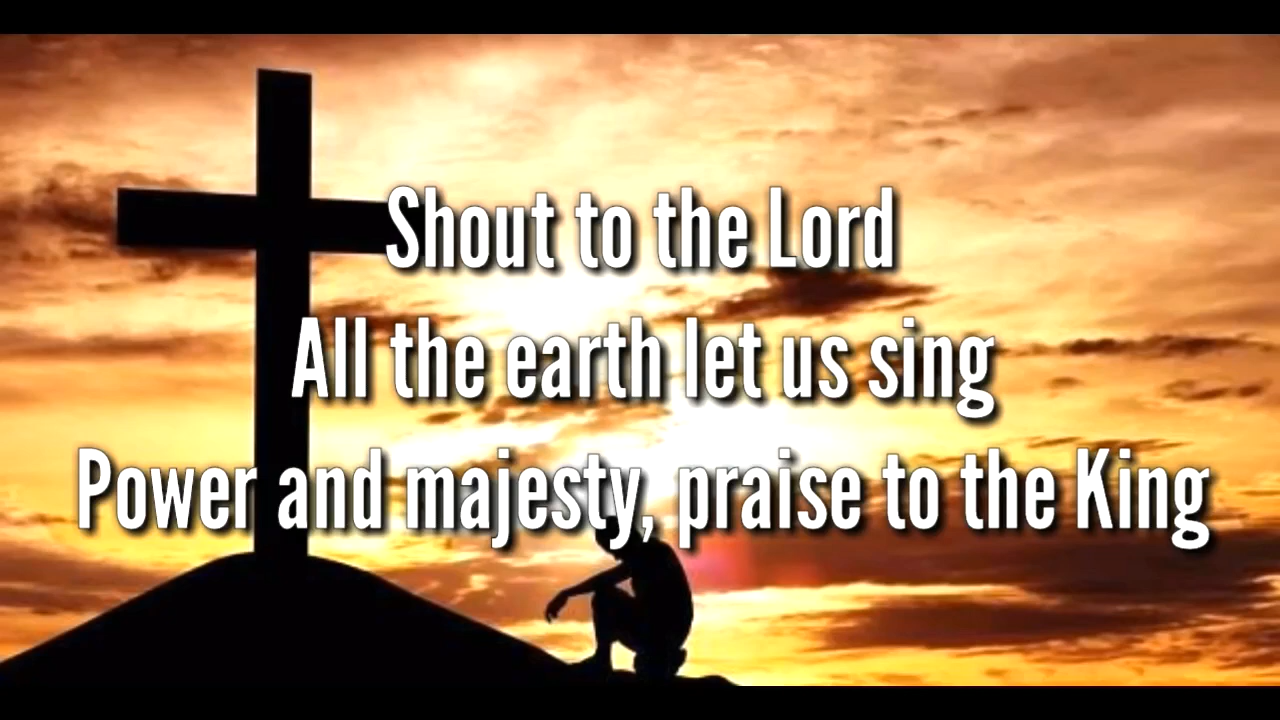 Shout to the Lord
All the earth let us sing
Power and majesty, praise to the King